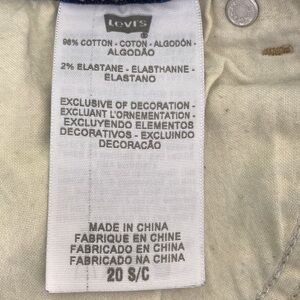 Levi's
98% COTTON - COTON - ALGODÓN -
ALGODÃO
2% ELASTANE - ÉLASTHANNE -
ELASTANO
EXCLUSIVE OF DECORATION -
EXCLUANT L'ORNEMENTATION -
EXCLUYENDO ELEMENTOS
DECORATIVOS - EXCLUINDO
DECORAÇÃO
MADE IN CHINA
FABRIQUE EN CHINE
FABRICADO EN CHINA
FABRICADO NA CHINA
20 S/C